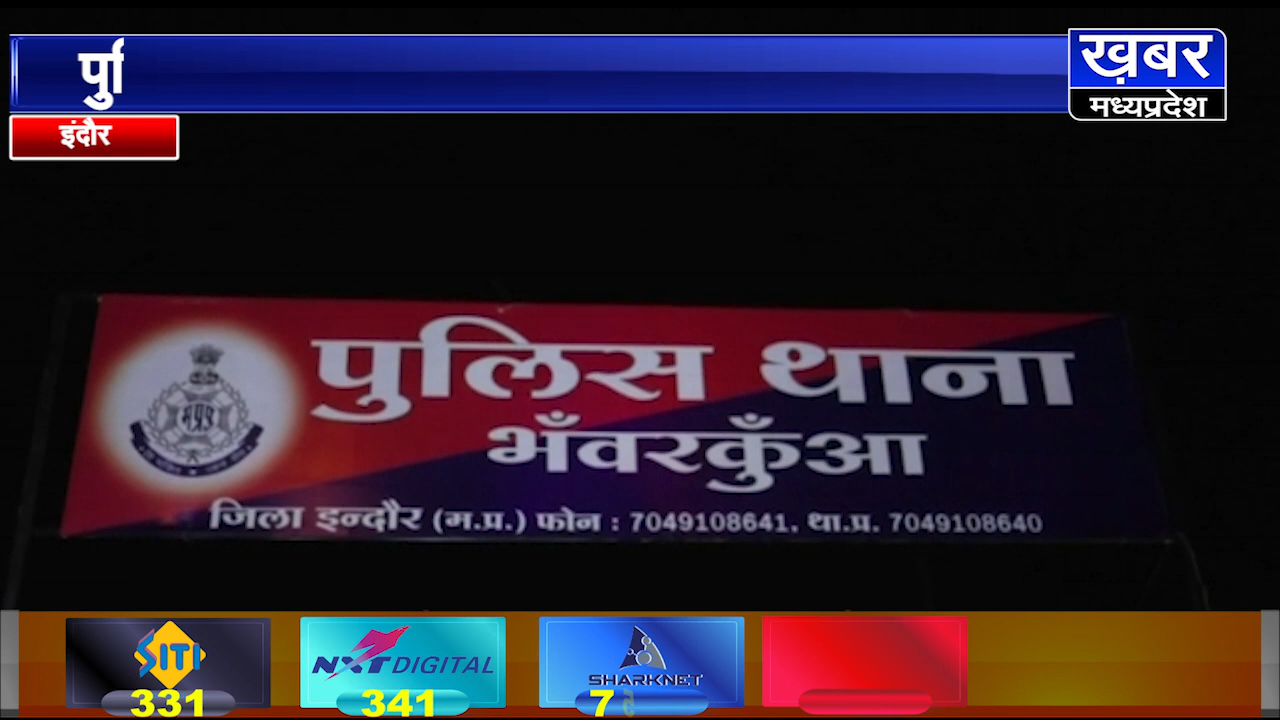 पुि
ख़बर
मध्यप्रदेश
इंदौर
पुलिस थाना
भँवरकुँआ
जिला इन्दौर (म.प्र.) फोन : 7049108641, था.प्र. 7049108640
SITI
NXTDIGITAL
SHARKNET
331
341
7